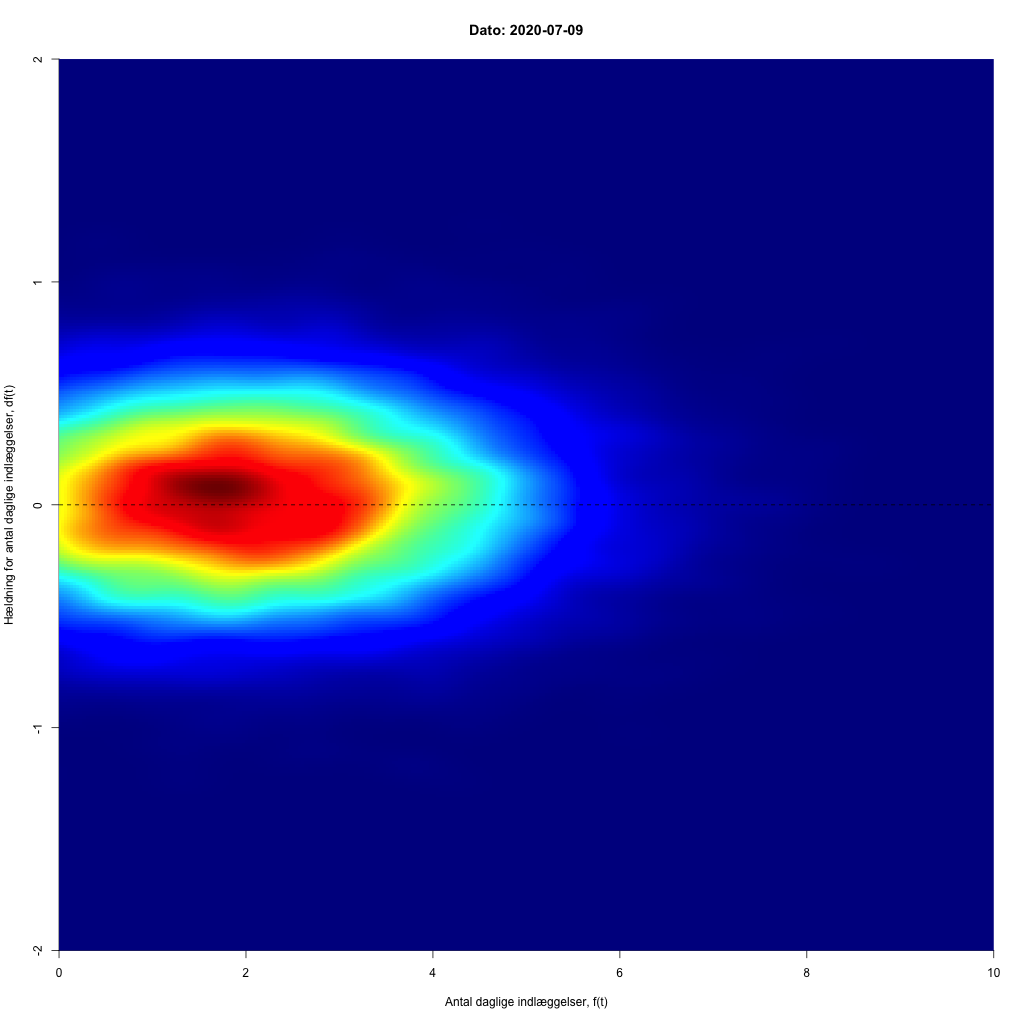 Dato: 2020-07-09
Hældning for antal daglige indlæggelser, df(t)
2
1
0
-1
-2
0 2 4 6 8 10
Antal daglige indlæggelser, f(t)